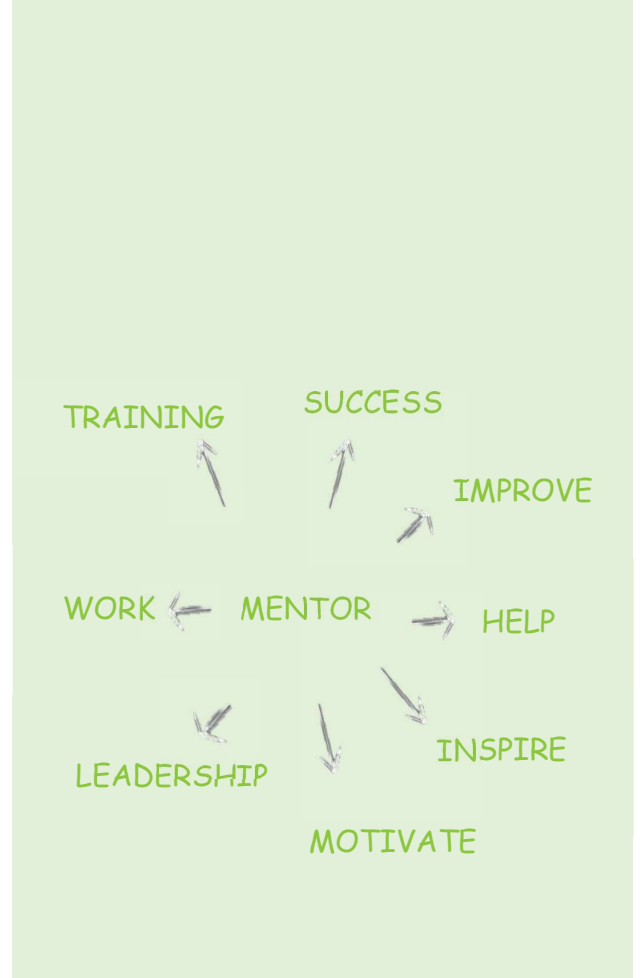 SUCCESS
TRAINING
IMPROVE
WORK
MENTOR
HELP
INSPIRE
LEADERSHIP
MOTIVATE